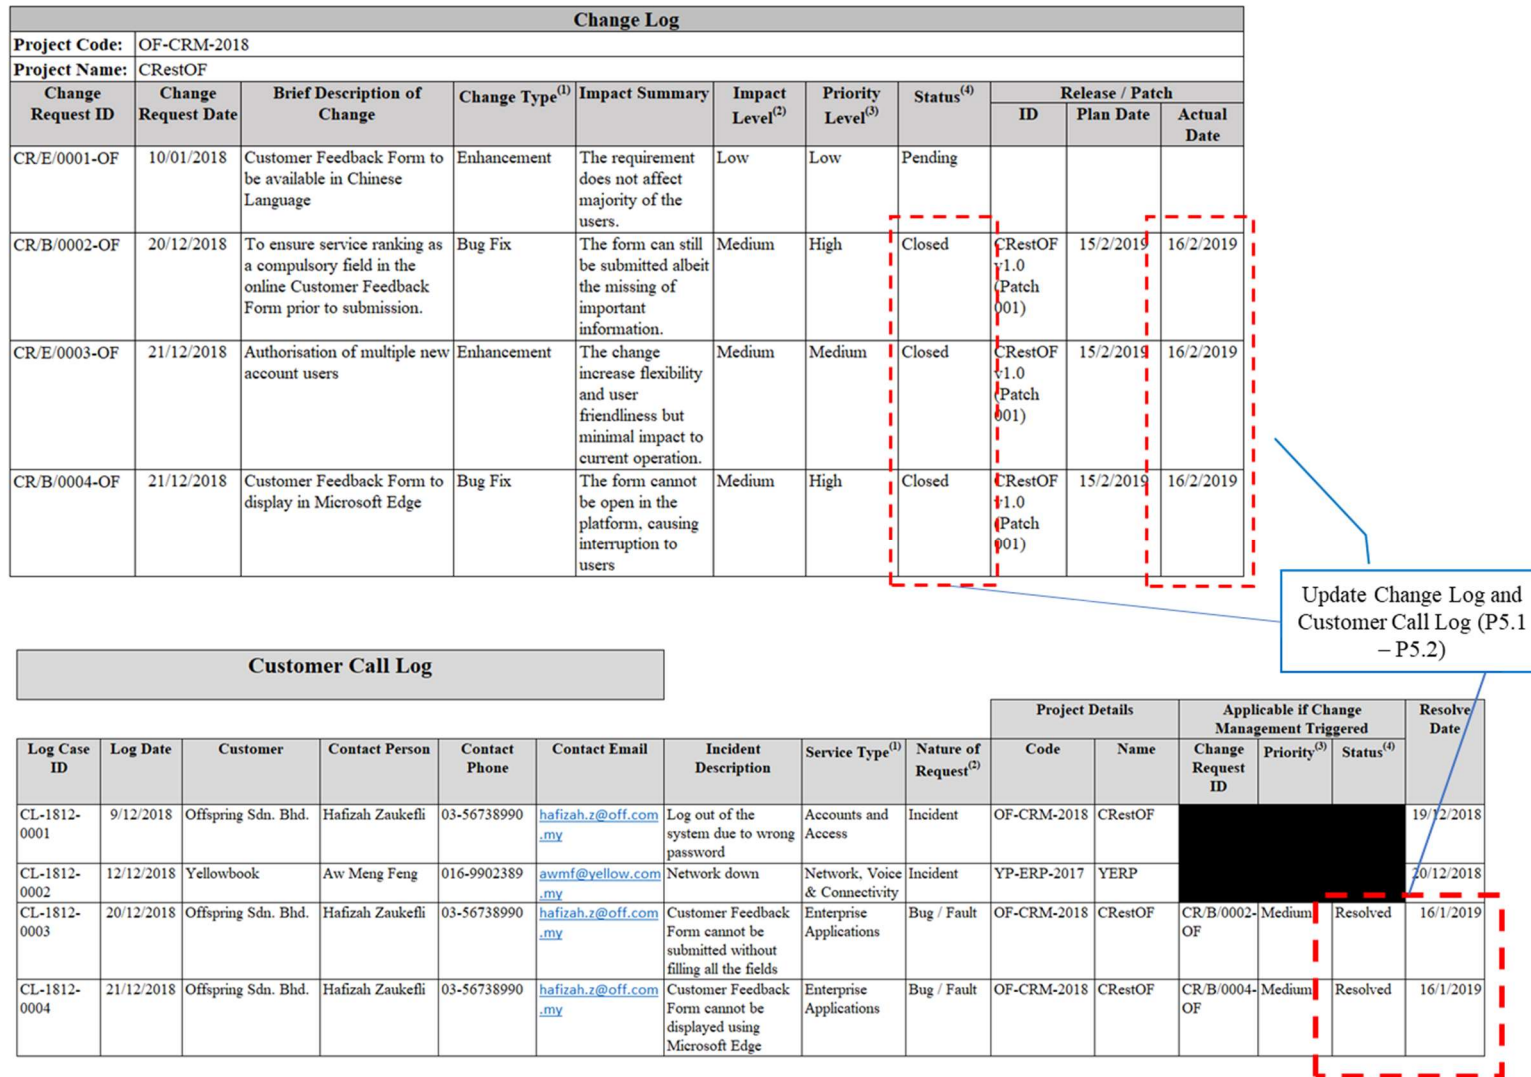 Change Log
Project Code: OF-CRM-2018
Project Name: CRestOF
Change Request ID | Change Request Date | Brief Description of Change | Change Type(1) | Impact Summary | Impact Level(2) | Priority Level(3) | Status(4) | Release / Patch
ID | Plan Date | Actual Date
CR/E/0001-OF | 10/01/2018 | Customer Feedback Form to be available in Chinese Language | Enhancement | The requirement does not affect majority of the users. | Low | Low | Pending
CR/B/0002-OF | 20/12/2018 | To ensure service ranking as a compulsory field in the online Customer Feedback Form prior to submission. | Bug Fix | The form can still be submitted albeit the missing of important information. | Medium | High | Closed | CRestOF v1.0 (Patch 001) | 15/2/2019 | 16/2/2019
CR/E/0003-OF | 21/12/2018 | Authorisation of multiple new account users | Enhancement | The change increase flexibility and user friendliness but minimal impact to current operation. | Medium | Medium | Closed | CRestOF v1.0 (Patch 001) | 15/2/2019 | 16/2/2019
CR/B/0004-OF | 21/12/2018 | Customer Feedback Form to display in Microsoft Edge | Bug Fix | The form cannot be open in the platform, causing interruption to users | Medium | High | Closed | CRestOF v1.0 (Patch 001) | 15/2/2019 | 16/2/2019
Update Change Log and
Customer Call Log (P5.1
– P5.2)
Customer Call Log
Project Details | Applicable if Change Management Triggered | Resolve Date
Log Case ID | Log Date | Customer | Contact Person | Contact Phone | Contact Email | Incident Description | Service Type(1) | Nature of Request(2) | Code | Name | Change Request ID | Priority(3) | Status(4)
CL-1812-0001 | 9/12/2018 | Offspring Sdn. Bhd. | Hafizah Zaukefli | 03-56738990 | hafizah.z@off.com.my | Log out of the system due to wrong password | Accounts and Access | Incident | OF-CRM-2018 | CRestOF | 19/12/2018
CL-1812-0002 | 12/12/2018 | Yellowbook | Aw Meng Feng | 016-9902389 | awmf@yellow.com.my | Network down | Network, Voice & Connectivity | Incident | YP-ERP-2017 | YERP | 20/12/2018
CL-1812-0003 | 20/12/2018 | Offspring Sdn. Bhd. | Hafizah Zaukefli | 03-56738990 | hafizah.z@off.com.my | Customer Feedback Form cannot be submitted without filling all the fields | Enterprise Applications | Bug / Fault | OF-CRM-2018 | CRestOF | CR/B/0002-OF | Medium | Resolved | 16/1/2019
CL-1812-0004 | 21/12/2018 | Offspring Sdn. Bhd. | Hafizah Zaukefli | 03-56738990 | hafizah.z@off.com.my | Customer Feedback Form cannot be displayed using Microsoft Edge | Enterprise Applications | Bug / Fault | OF-CRM-2018 | CRestOF | CR/B/0004-OF | Medium | Resolved | 16/1/2019